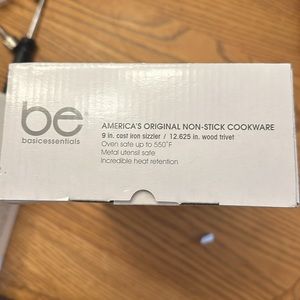 be
basicessentials
AMERICA'S ORIGINAL NON-STICK COOKWARE
9 in. cast iron sizzler / 12.625 in. wood trivet
Oven safe up to 550°F
Metal utensil safe
Incredible heat retention